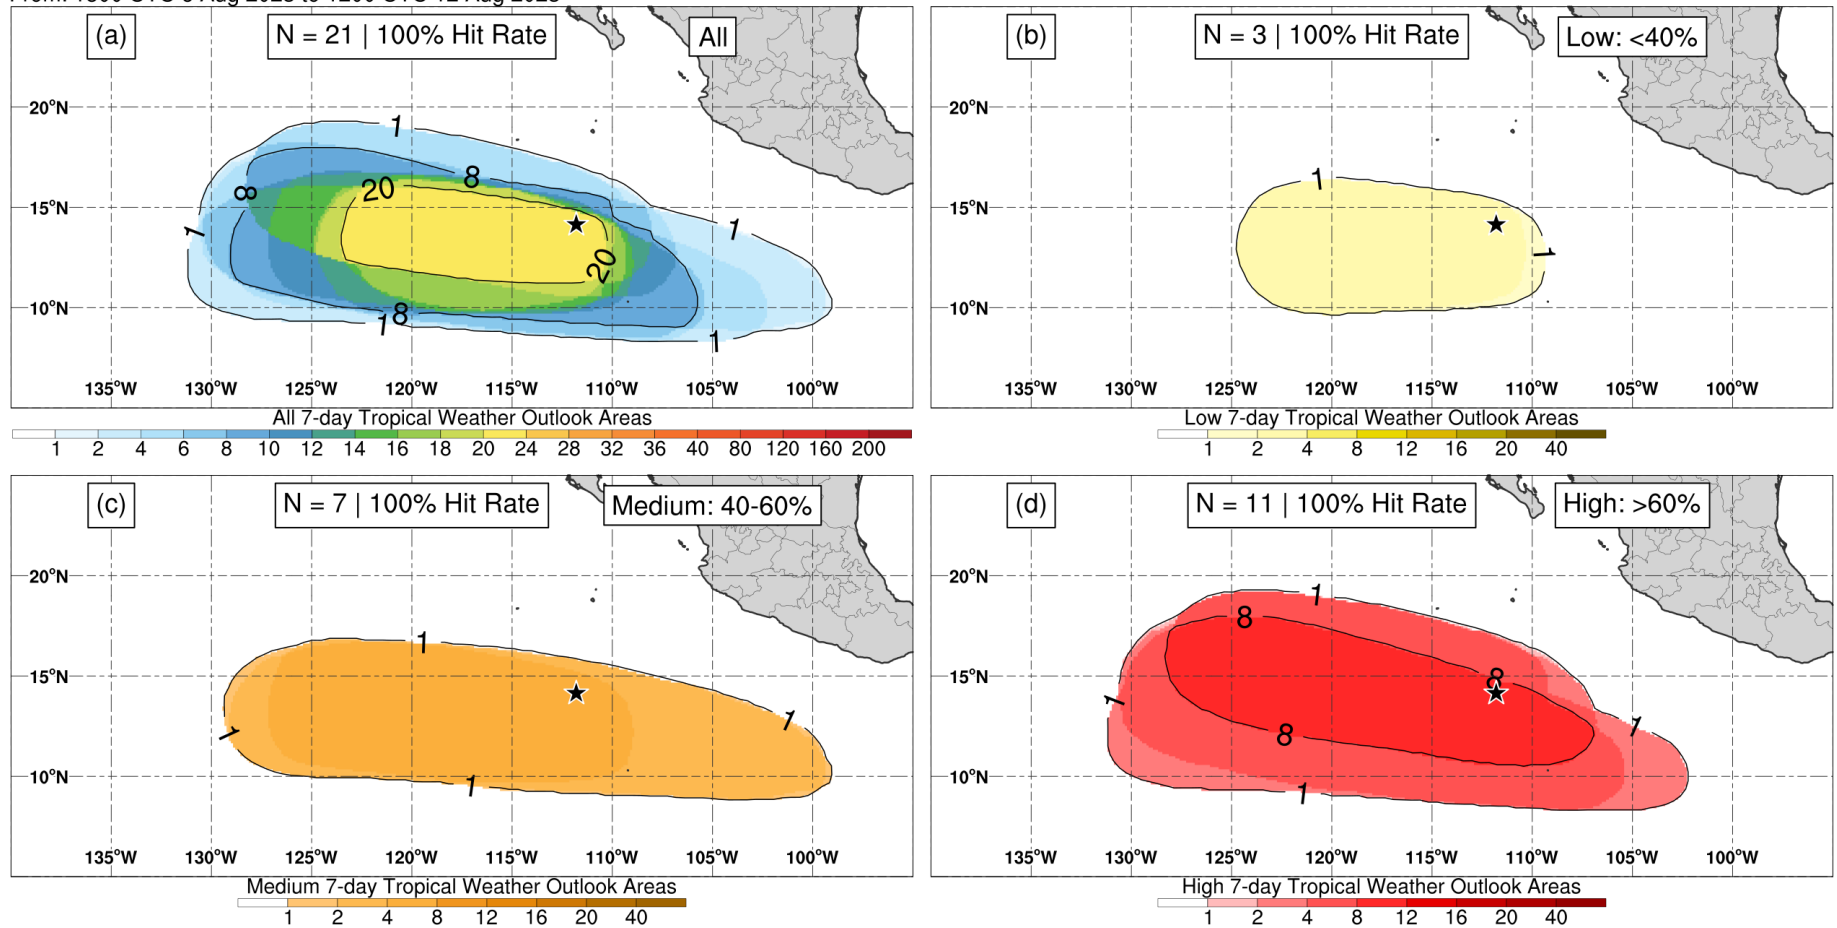 (a)
N = 21 | 100% Hit Rate
All
20°N
15°N
10°N
1
8
20
8
1
1
20
1
8
1
135°W 130°W 125°W 120°W 115°W 110°W 105°W 100°W
All 7-day Tropical Weather Outlook Areas
1 2 4 6 8 10 12 14 16 18 20 24 28 32 36 40 80 120 160 200
(b)
N = 3 | 100% Hit Rate
Low: <40%
20°N
15°N
10°N
1
1
135°W 130°W 125°W 120°W 115°W 110°W 105°W 100°W
Low 7-day Tropical Weather Outlook Areas
1 2 4 8 12 16 20 40
(c)
N = 7 | 100% Hit Rate
Medium: 40-60%
20°N
15°N
10°N
1
1
1
1
135°W 130°W 125°W 120°W 115°W 110°W 105°W 100°W
Medium 7-day Tropical Weather Outlook Areas
1 2 4 8 12 16 20 40
(d)
N = 11 | 100% Hit Rate
High: >60%
20°N
15°N
10°N
1
8
8
1
1
8
1
135°W 130°W 125°W 120°W 115°W 110°W 105°W 100°W
High 7-day Tropical Weather Outlook Areas
1 2 4 8 12 16 20 40